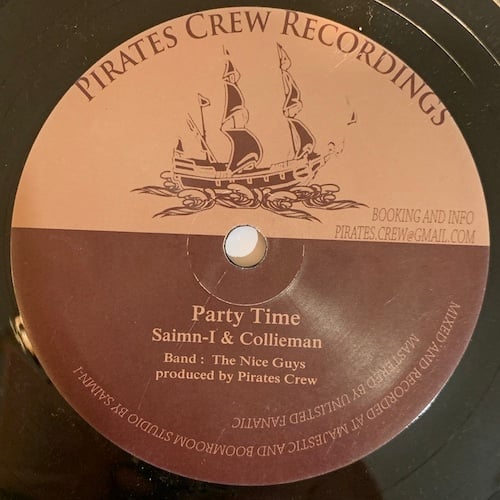 PIRATES CREW RECORDINGS
BOOKING AND INFO
PIRATES.CREW@GMAIL.COM
Party Time
Saimn-I & Collieman
Band : The Nice Guys
produced by Pirates Crew
MIXED AND RECORDED AT MAJESTIC AND BOOMROOM STUDIO BY SAIMN-I
MASTERED BY UNLISTED FANATIC